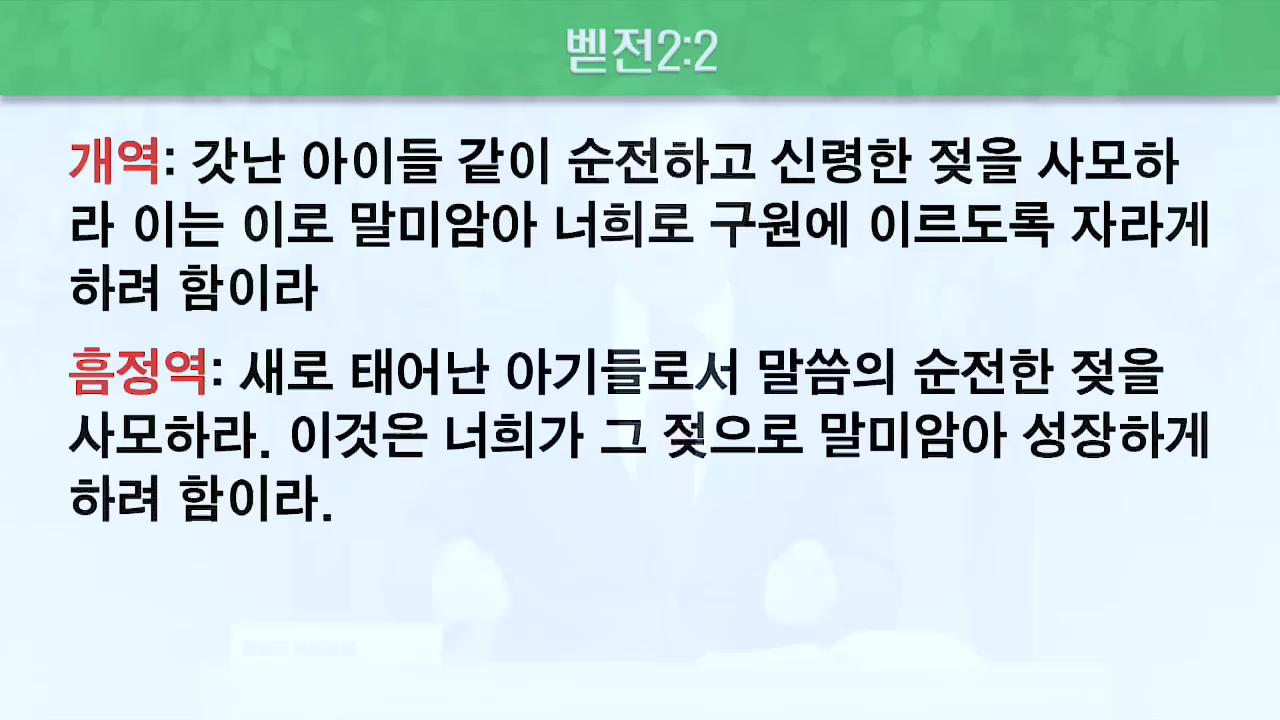 벧전2:2
개역: 갓난 아이들 같이 순전하고 신령한 젖을 사모하
라 이는 이로 말미암아 너희로 구원에 이르도록 자라게
하려 함이라
흠정역: 새로 태어난 아기들로서 말씀의 순전한 젖을
사모하라. 이것은 너희가 그 젖으로 말미암아 성장하게
하려 함이라.